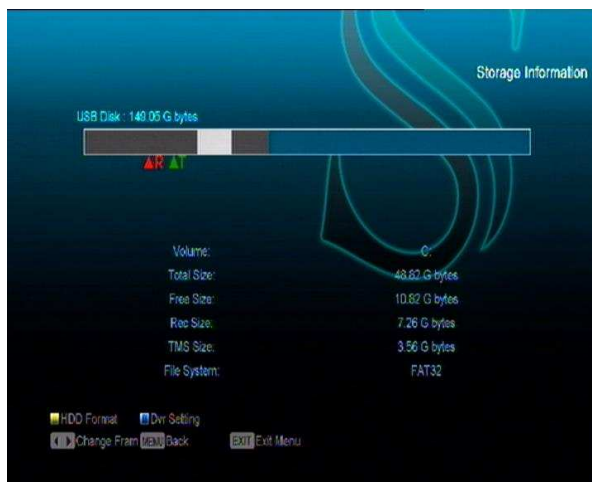 Storage Information
USB Disk : 149.05 G bytes
R T
Volume: C:
Total Size: 48.82 G bytes
Free Size: 10.82 G bytes
Rec Size: 7.26 G bytes
TMS Size: 3.56 G bytes
File System: FAT32
HDD Format Dvr Setting
Change Fram MENU Back EXIT Exit Menu